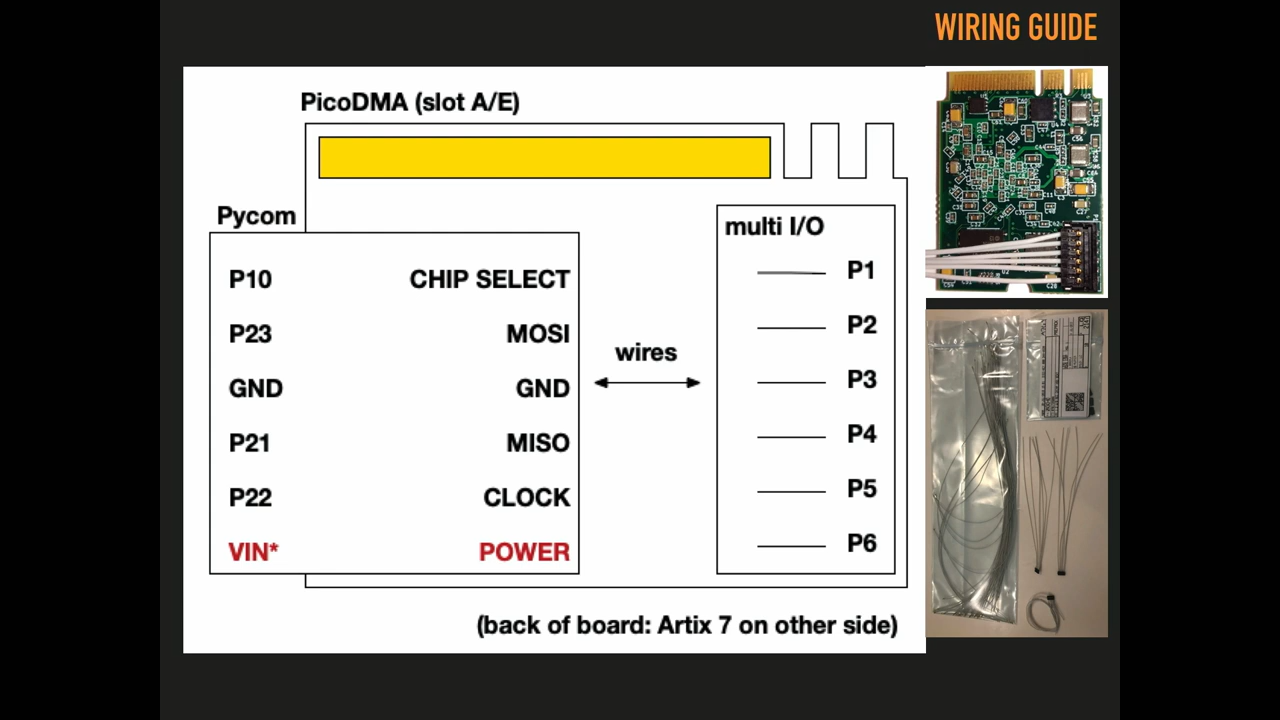 WIRING GUIDE
PicoDMA (slot A/E)
Pycom
multi I/O
P10 CHIP SELECT
P23 MOSI
GND GND
P21 MISO
P22 CLOCK
VIN* POWER
wires
P1
P2
P3
P4
P5
P6
(back of board: Artix 7 on other side)